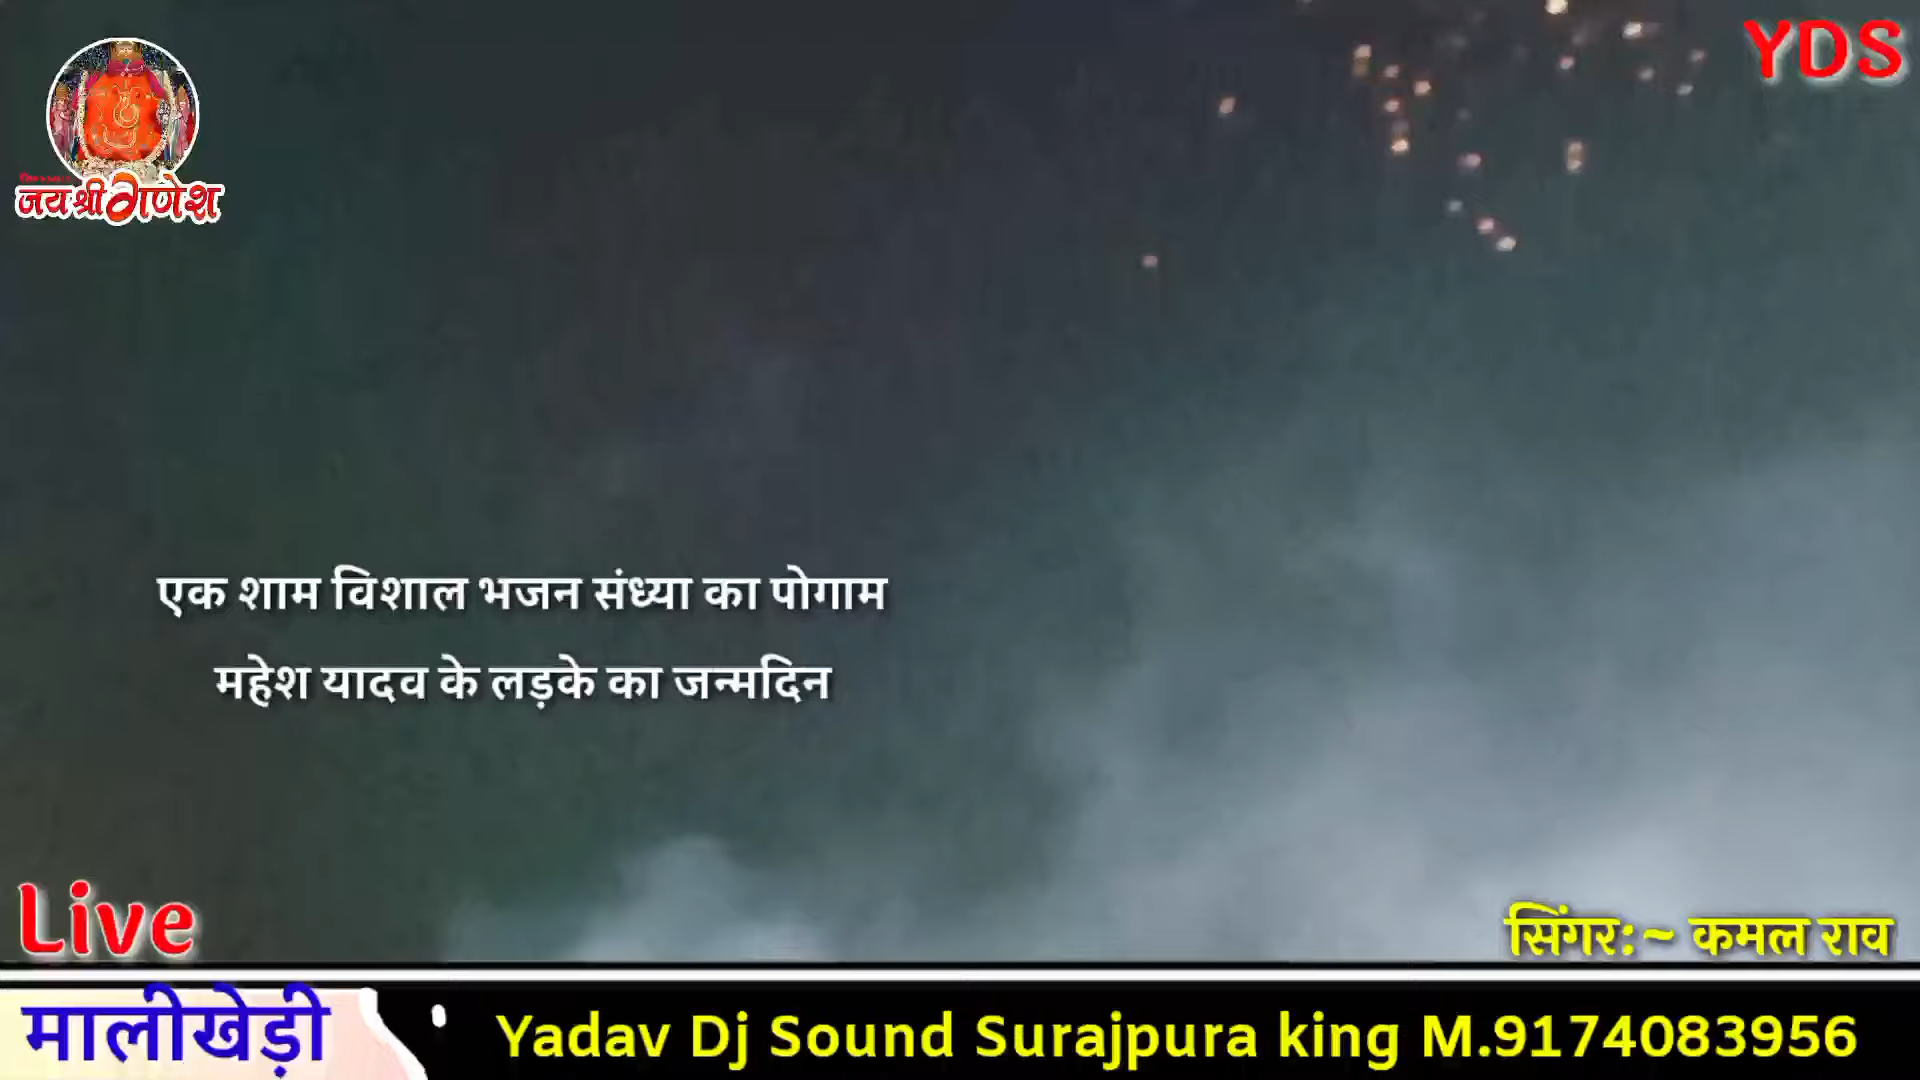 YDS
जय श्री गणेश
एक शाम विशाल भजन संध्या का पोगाम
महेश यादव के लड़के का जन्मदिन
Live
सिंगर:~ कमल राव
मालीखेड़ी
Yadav Dj Sound Surajpura king M.9174083956